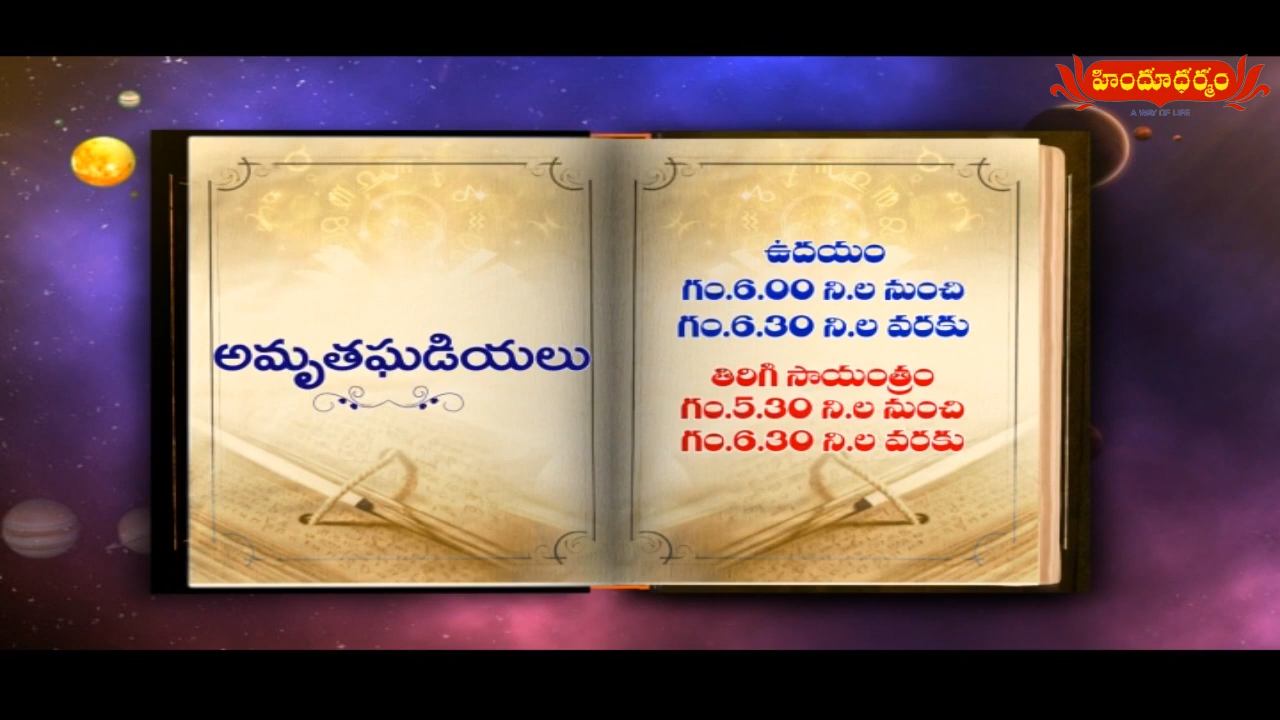 హిందూధర్మం
A WAY OF LIFE
అమృతఘడియలు
ఉదయం
గం.6.00 ని.ల నుంచి
గం.6.30 ని.ల వరకు
తిరిగి సాయంత్రం
గం.5.30 ని.ల నుంచి
గం.6.30 ని.ల వరకు